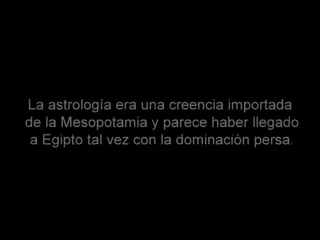 La astrología era una creencia importada
de la Mesopotamia y parece haber llegado
a Egipto tal vez con la dominación persa.